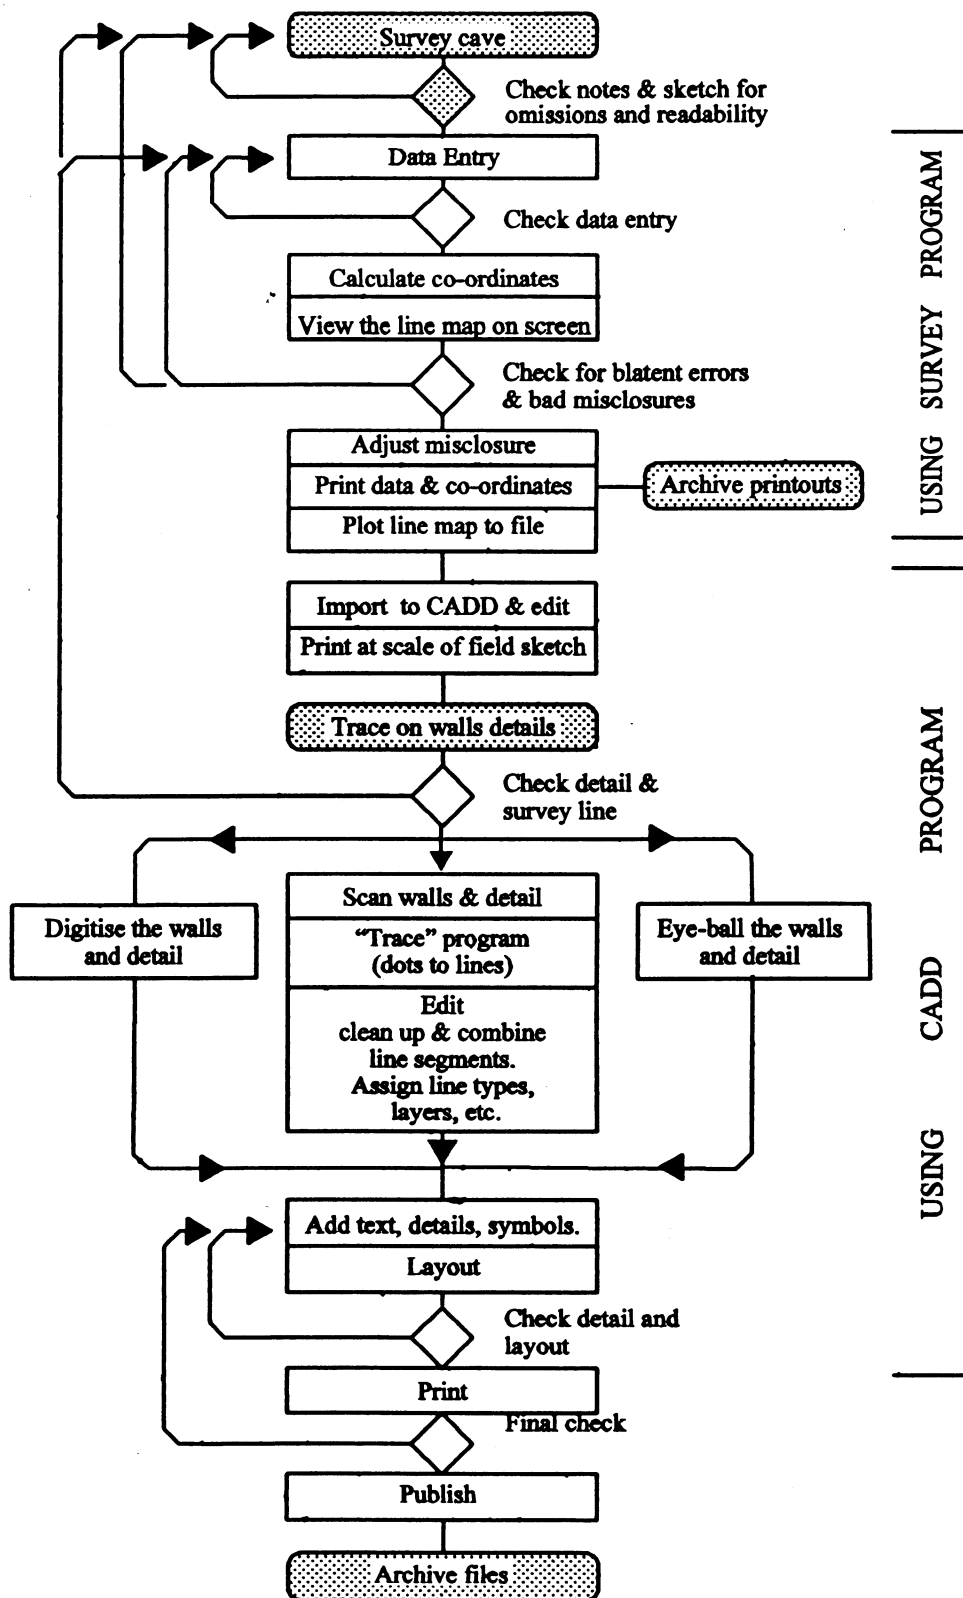 Survey cave
Check notes & sketch for
omissions and readability
Data Entry
Check data entry
Calculate co-ordinates
View the line map on screen
Check for blatent errors
& bad misclosures
Adjust misclosure
Print data & co-ordinates
Archive printouts
Plot line map to file
USING SURVEY PROGRAM
Import to CADD & edit
Print at scale of field sketch
Trace on walls details
Check detail &
survey line
Digitise the walls
and detail
Scan walls & detail
“Trace” program
(dots to lines)
Edit
clean up & combine
line segments.
Assign line types,
layers, etc.
Eye-ball the walls
and detail
Add text, details, symbols.
Layout
Check detail and
layout
USING CADD PROGRAM
Print
Final check
Publish
Archive files